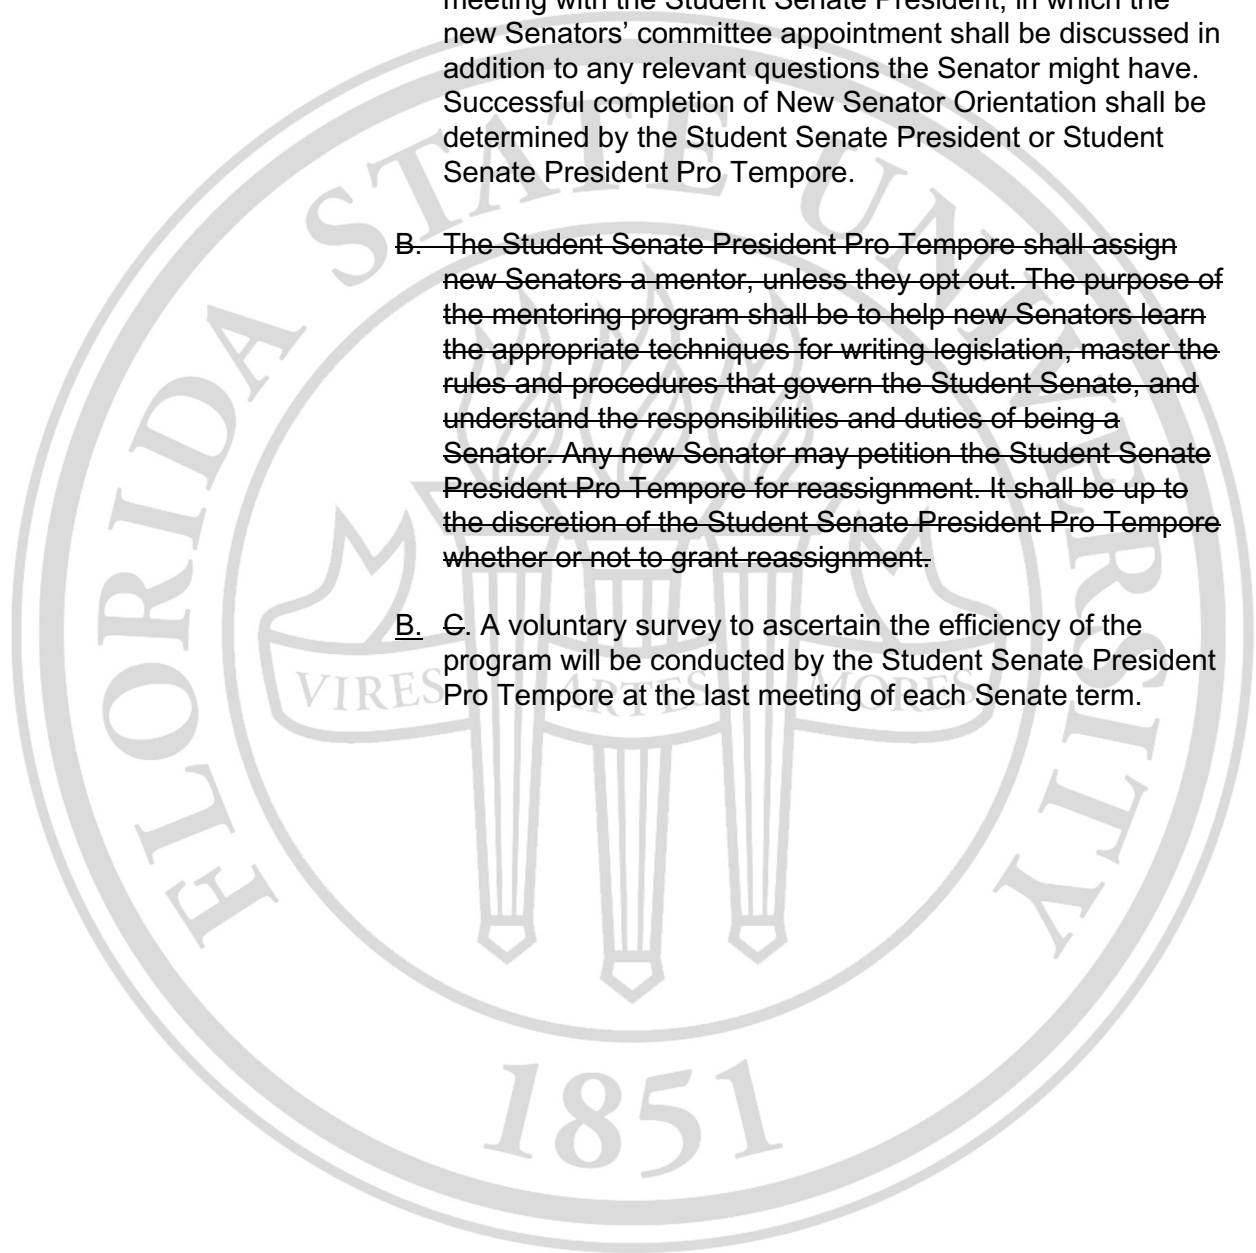 meeting with the Student Senate President, in which the
new Senators’ committee appointment shall be discussed in
addition to any relevant questions the Senator might have.
Successful completion of New Senator Orientation shall be
determined by the Student Senate President or Student
Senate President Pro Tempore.
B. The Student Senate President Pro Tempore shall assign
new Senators a mentor, unless they opt out. The purpose of
the mentoring program shall be to help new Senators learn
the appropriate techniques for writing legislation, master the
rules and procedures that govern the Student Senate, and
understand the responsibilities and duties of being a
Senator. Any new Senator may petition the Student Senate
President Pro Tempore for reassignment. It shall be up to
the discretion of the Student Senate President Pro Tempore
whether or not to grant reassignment.
B. C. A voluntary survey to ascertain the efficiency of the
program will be conducted by the Student Senate President
Pro Tempore at the last meeting of each Senate term.
FLORIDA STATE UNIVERSITY
VIRES ARTES MORES
1851